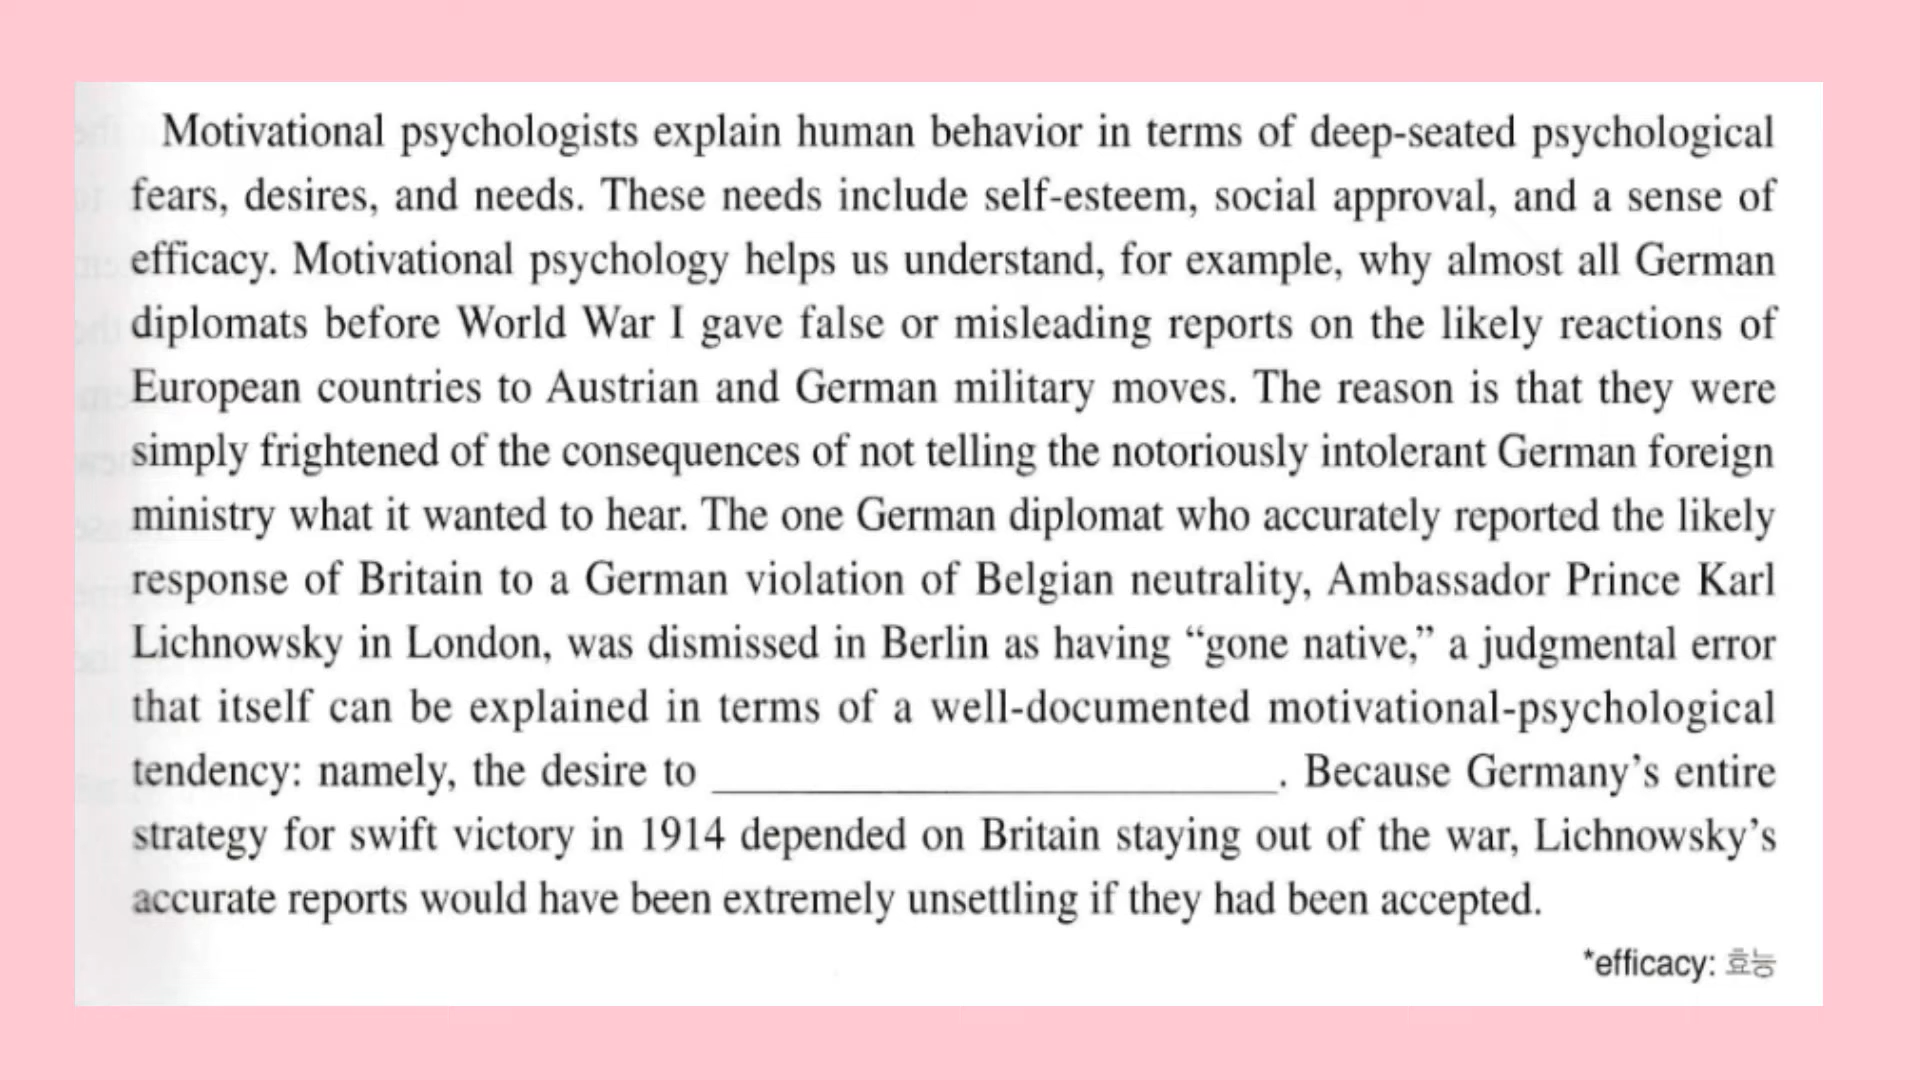 Motivational psychologists explain human behavior in terms of deep-seated psychological
fears, desires, and needs. These needs include self-esteem, social approval, and a sense of
efficacy. Motivational psychology helps us understand, for example, why almost all German
diplomats before World War I gave false or misleading reports on the likely reactions of
European countries to Austrian and German military moves. The reason is that they were
simply frightened of the consequences of not telling the notoriously intolerant German foreign
ministry what it wanted to hear. The one German diplomat who accurately reported the likely
response of Britain to a German violation of Belgian neutrality, Ambassador Prince Karl
Lichnowsky in London, was dismissed in Berlin as having “gone native,” a judgmental error
that itself can be explained in terms of a well-documented motivational-psychological
tendency: namely, the desire to ____________________. Because Germany’s entire
strategy for swift victory in 1914 depended on Britain staying out of the war, Lichnowsky’s
accurate reports would have been extremely unsettling if they had been accepted.
*efficacy: 효능